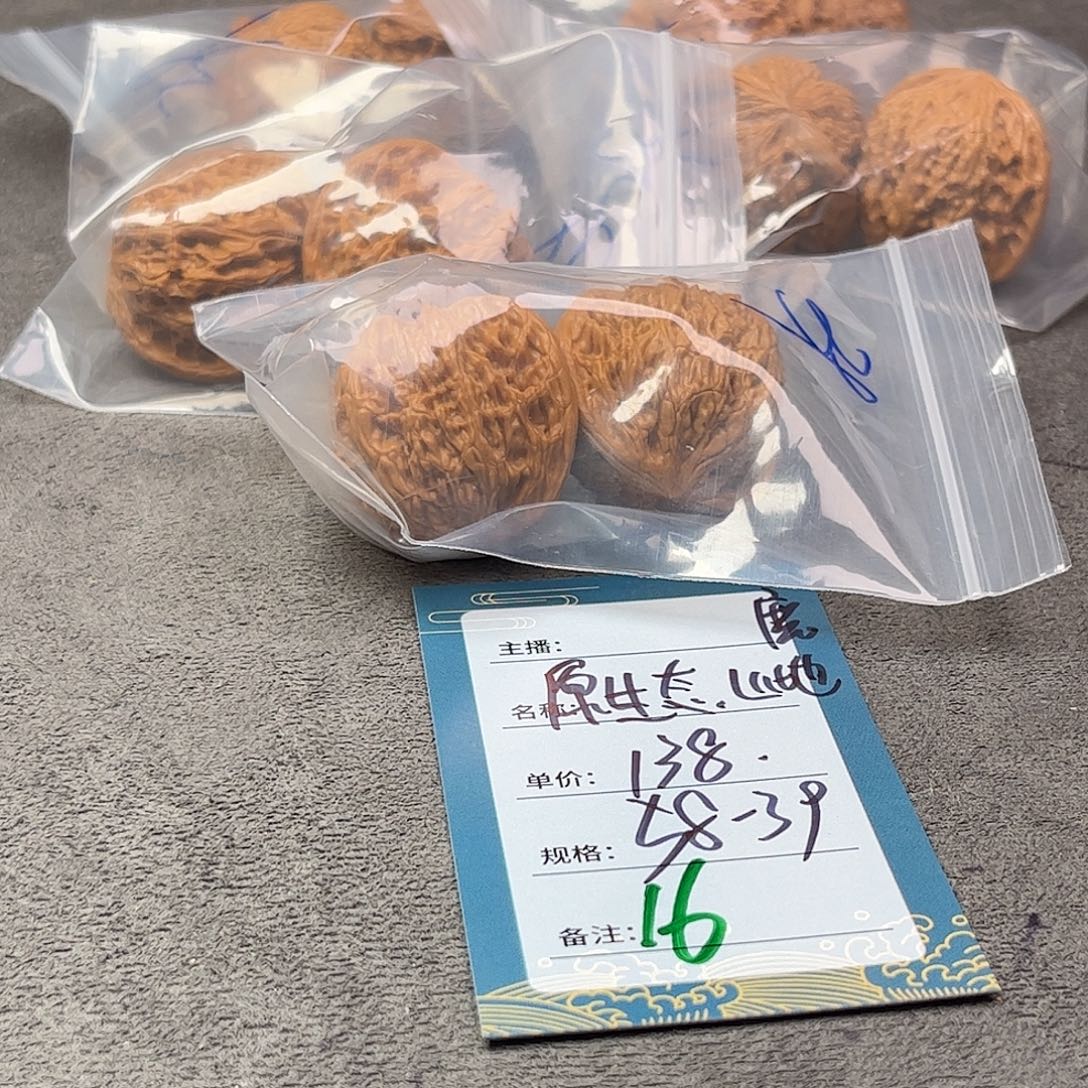 主播：
名称：原生态.山地
单价：138.
规格：38-39
备注：16